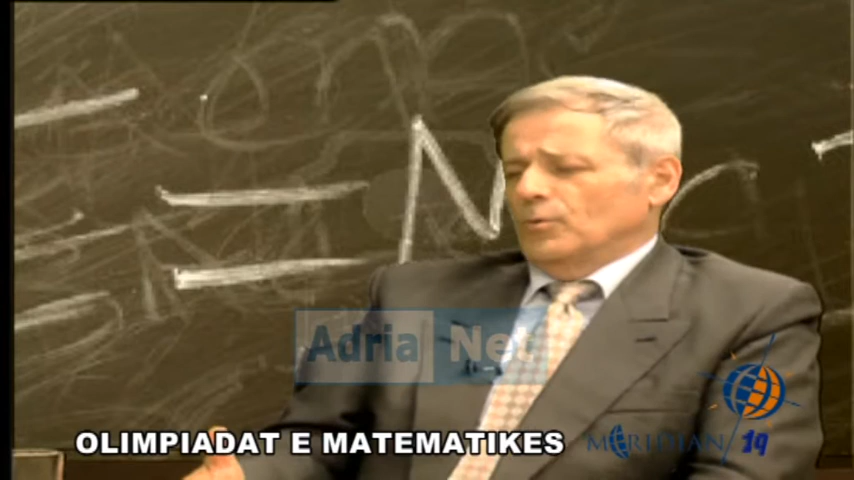 = N
Adria Net
OLIMPIADAT E MATEMATIKES
MERIDIAN 19